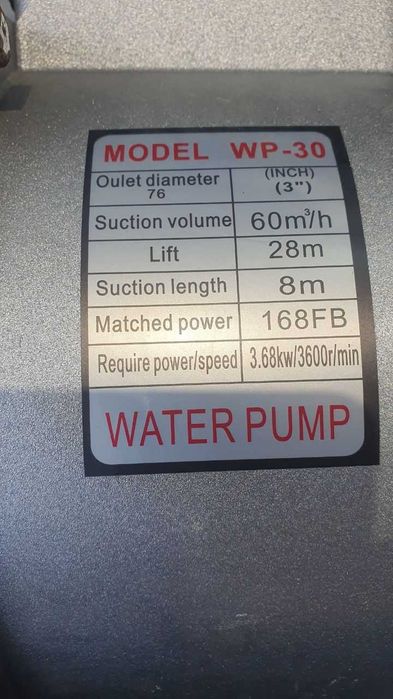 MODEL WP-30
Oulet diameter (INCH)
76 (3")
Suction volume 60m³/h
Lift 28m
Suction length 8m
Matched power 168FB
Require power/speed 3.68kw/3600r/min
WATER PUMP